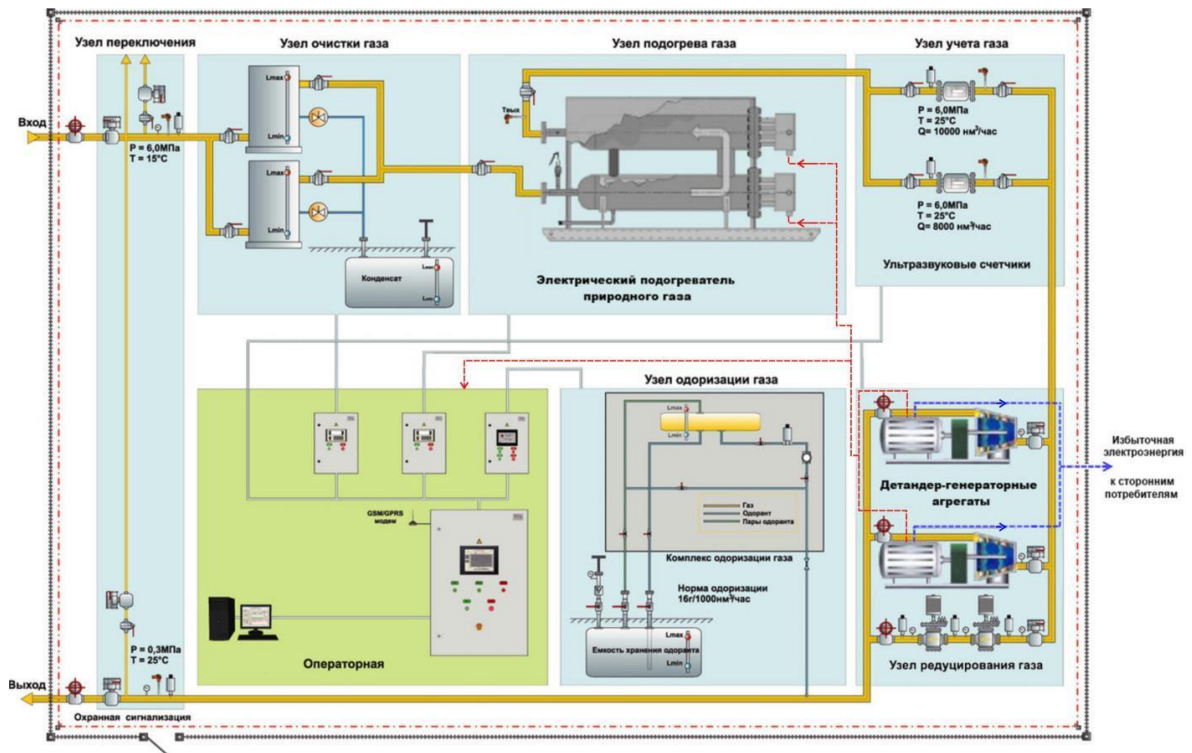 Узел переключения
Узел очистки газа
Узел подогрева газа
Узел учета газа
Вход
P = 6,0МПа
T = 15°C
Lmax
Lmin
Lmax
Lmin
Конденсат
Lmax
Lmin
Tвых
Электрический подогреватель
природного газа
P = 6,0МПа
T = 25°C
Q= 10000 нм³/час
P = 6,0МПа
T = 25°C
Q= 8000 нм³/час
Ультразвуковые счетчики
GSM/GPRS
модем
Операторная
Узел одоризации газа
Lmax
Lmin
Газ
Одорант
Пары одоранта
Комплекс одоризации газа
Норма одоризации
16г/1000нм³/час
Емкость хранения одоранта
Lmax
Lmin
Детандер-генераторные
агрегаты
Узел редуцирования газа
Избыточная
электроэнергия
к сторонним
потребителям
P = 0,3МПа
T = 25°C
Выход
Охранная сигнализация